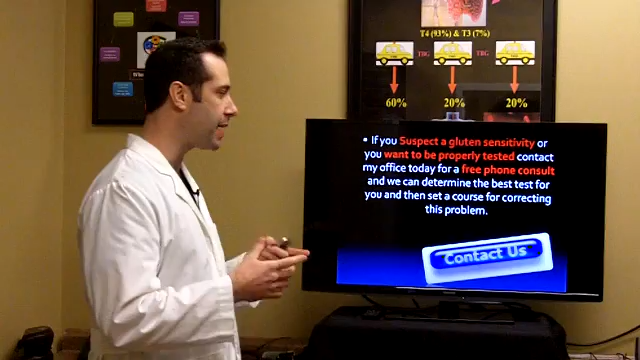 T4 (93%) & T3 (7%)
TBG TBG
60% 20% 20%
• If you Suspect a gluten sensitivity or
you want to be properly tested contact
my office today for a free phone consult
and we can determine the best test for
you and then set a course for correcting
this problem.
Contact Us